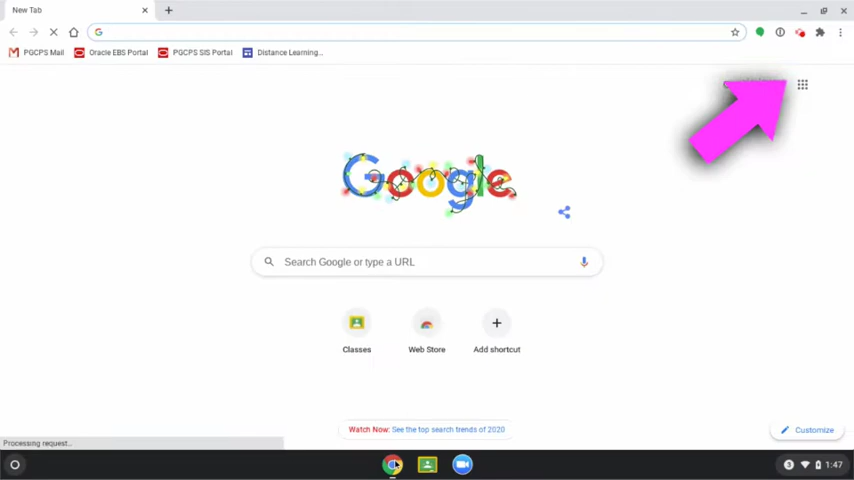 New Tab
PGCPS Mail
Oracle EBS Portal
PGCPS SIS Portal
Distance Learning...
Google
Search Google or type a URL
Classes
Web Store
Add shortcut
Watch Now: See the top search trends of 2020
Customize
Processing request...
3
1:47